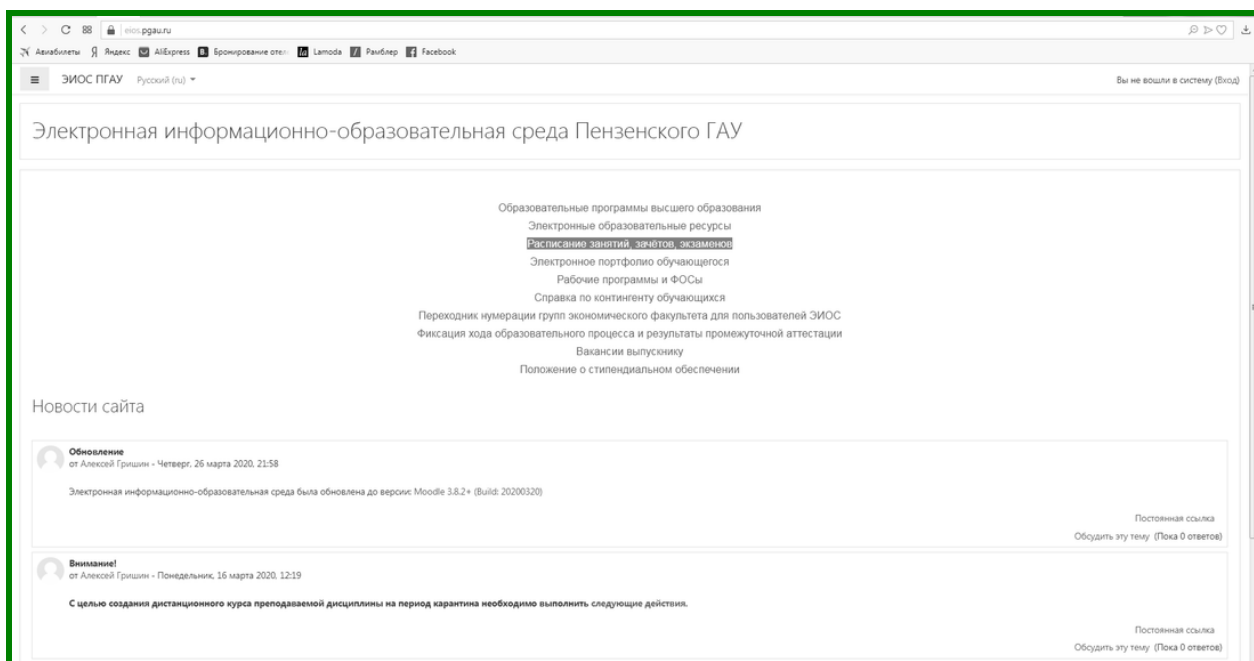 eios.pgau.ru
Авиабилеты Яндекс AliExpress Бронирование отел Lamoda Рамблер Facebook
ЭИОС ПГАУ Русский (ru) Вы не вошли в систему (Вход)
Электронная информационно-образовательная среда Пензенского ГАУ
Образовательные программы высшего образования
Электронные образовательные ресурсы
Расписание занятий, зачётов, экзаменов
Электронное портфолио обучающегося
Рабочие программы и ФОСы
Справка по контингенту обучающихся
Переходник нумерации групп экономического факультета для пользователей ЭИОС
Фиксация хода образовательного процесса и результаты промежуточной аттестации
Вакансии выпускнику
Положение о стипендиальном обеспечении
Новости сайта
Обновление
от Алексей Гришин - Четверг, 26 марта 2020, 21:58
Электронная информационно-образовательная среда была обновлена до версии: Moodle 3.8.2+ (Build: 20200320)
Постоянная ссылка
Обсудить эту тему (Пока 0 ответов)
Внимание!
от Алексей Гришин - Понедельник, 16 марта 2020, 12:19
С целью создания дистанционного курса преподаваемой дисциплины на период карантина необходимо выполнить следующие действия.
Постоянная ссылка
Обсудить эту тему (Пока 0 ответов)